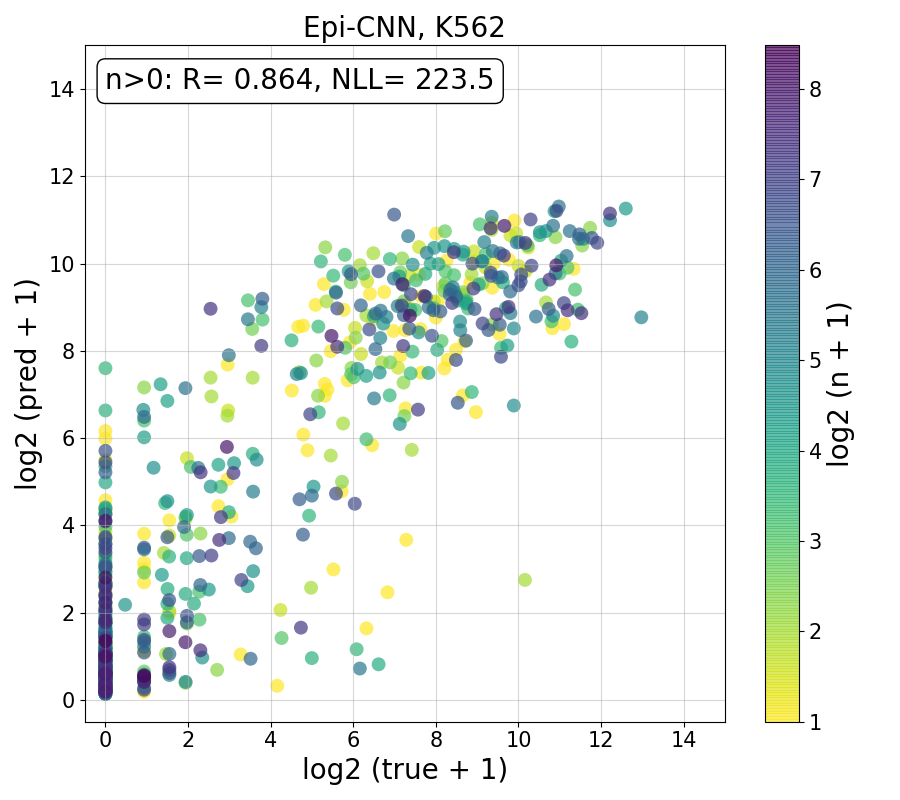 Epi-CNN, K562
n>0: R= 0.864, NLL= 223.5
log2 (pred + 1)
14
12
10
8
6
4
2
0
0 2 4 6 8 10 12 14
log2 (true + 1)
8
7
6
5
4
3
2
1
log2 (n + 1)